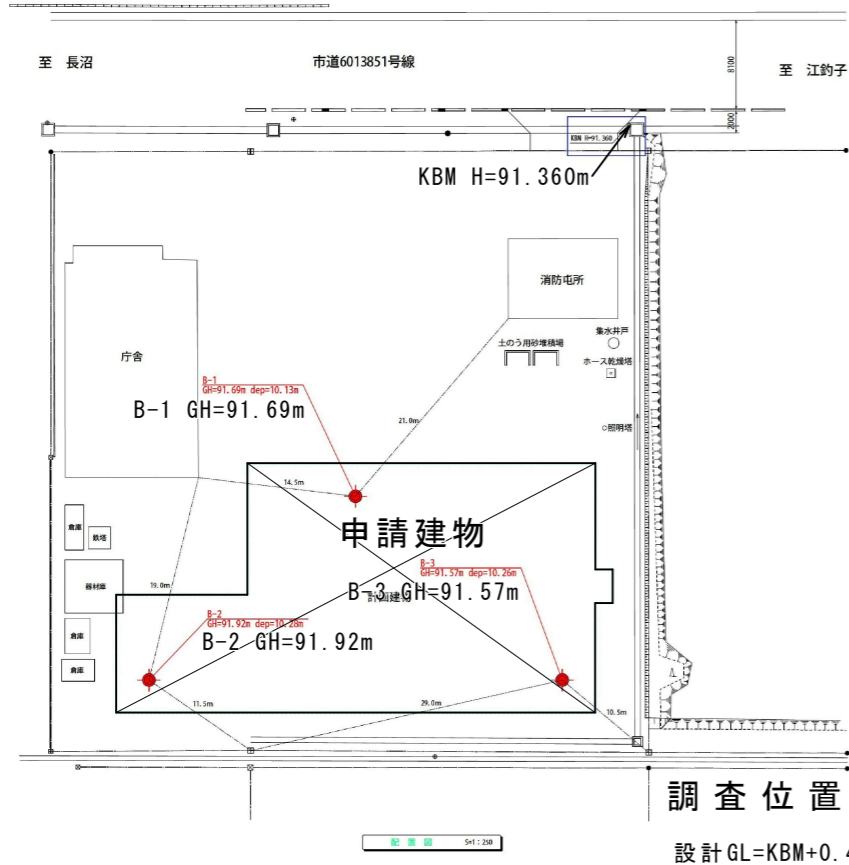 至 長沼
市道6013851号線
至 江釣子
8100
2000
KBM H=91.360
KBM H=91.360m
消防屯所
庁舎
土のう用砂堆積場
集水井戸
ホース乾燥塔
B-1
GH=91.69m dep=10.13m
B-1 GH=91.69m
21.0m
○照明塔
14.5m
倉庫
鉄塔
申請建物
器材庫
19.0m
B-3
GH=91.57m dep=10.26m
B-3 GH=91.57m
計画建物
B-2
GH=91.92m dep=10.28m
B-2 GH=91.92m
倉庫
倉庫
11.5m
29.0m
10.5m
調査位置
配置図 S=1:250
設計GL=KBM+0.4